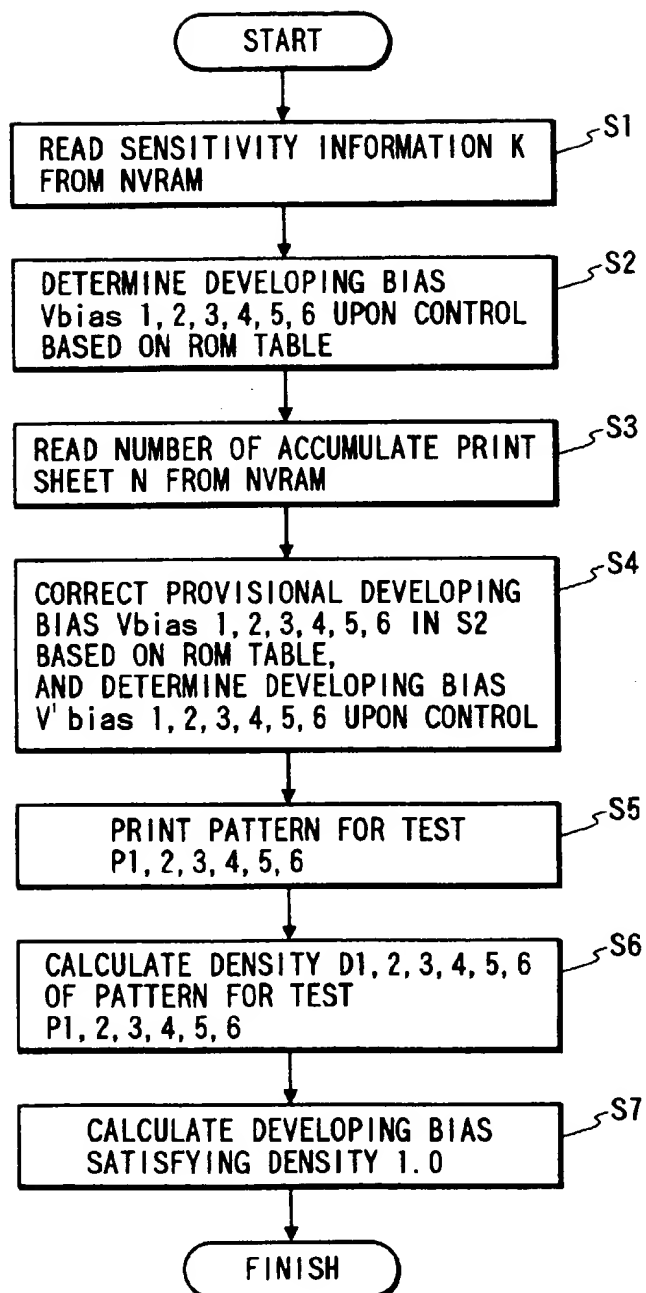 START
S1
READ SENSITIVITY INFORMATION K
FROM NVRAM
S2
DETERMINE DEVELOPING BIAS
Vbias 1, 2, 3, 4, 5, 6 UPON CONTROL
BASED ON ROM TABLE
S3
READ NUMBER OF ACCUMULATE PRINT
SHEET N FROM NVRAM
S4
CORRECT PROVISIONAL DEVELOPING
BIAS Vbias 1, 2, 3, 4, 5, 6 IN S2
BASED ON ROM TABLE,
AND DETERMINE DEVELOPING BIAS
V' bias 1, 2, 3, 4, 5, 6 UPON CONTROL
S5
PRINT PATTERN FOR TEST
P1, 2, 3, 4, 5, 6
S6
CALCULATE DENSITY D1, 2, 3, 4, 5, 6
OF PATTERN FOR TEST
P1, 2, 3, 4, 5, 6
S7
CALCULATE DEVELOPING BIAS
SATISFYING DENSITY 1.0
FINISH